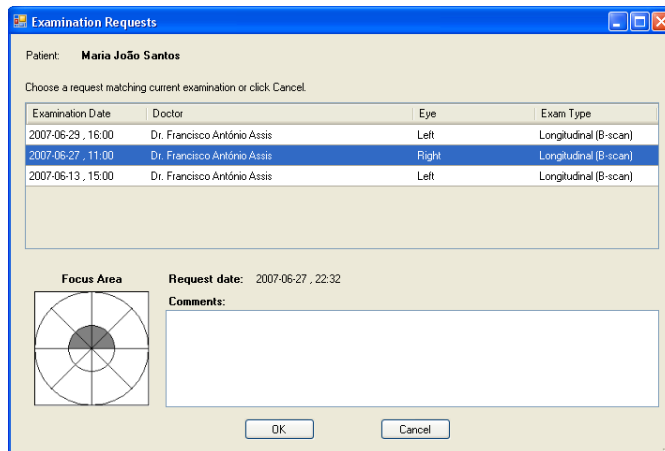 Examination Requests
Patient: Maria João Santos
Choose a request matching current examination or click Cancel.
Examination Date Doctor Eye Exam Type
2007-06-29 , 16:00 Dr. Francisco António Assis Left Longitudinal (B-scan)
2007-06-27 , 11:00 Dr. Francisco António Assis Right Longitudinal (B-scan)
2007-06-13 , 15:00 Dr. Francisco António Assis Left Longitudinal (B-scan)
Focus Area Request date: 2007-06-27 , 22:32
Comments:
OK Cancel